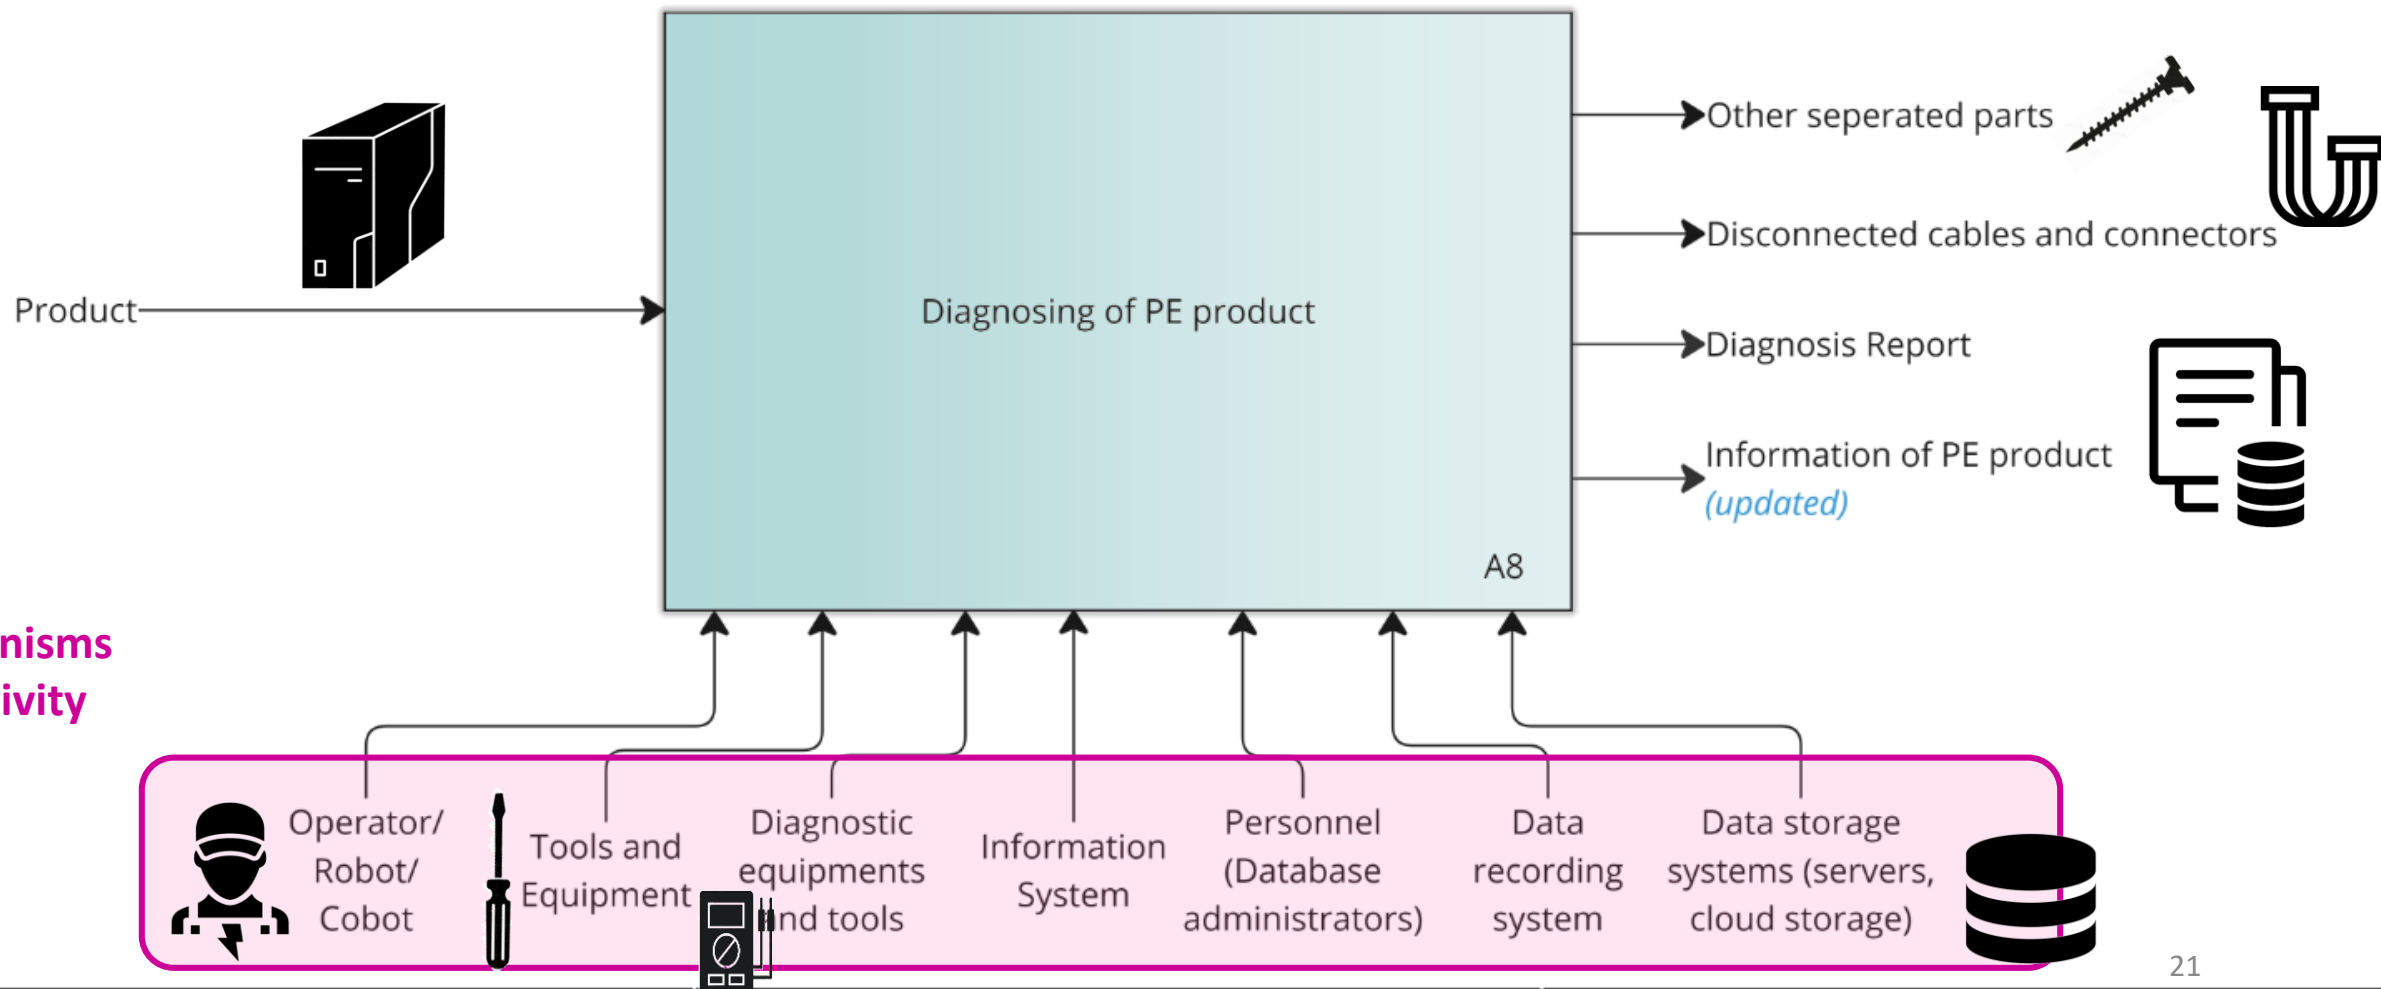 Other seperated parts
Disconnected cables and connectors
Product
Diagnosing of PE product
Diagnosis Report
Information of PE product
(updated)
A8
nisms
ivity
Operator/
Robot/
Cobot
Tools and
Equipment
Diagnostic
equipments
and tools
Information
System
Personnel
(Database
administrators)
Data
recording
system
Data storage
systems (servers,
cloud storage)
21